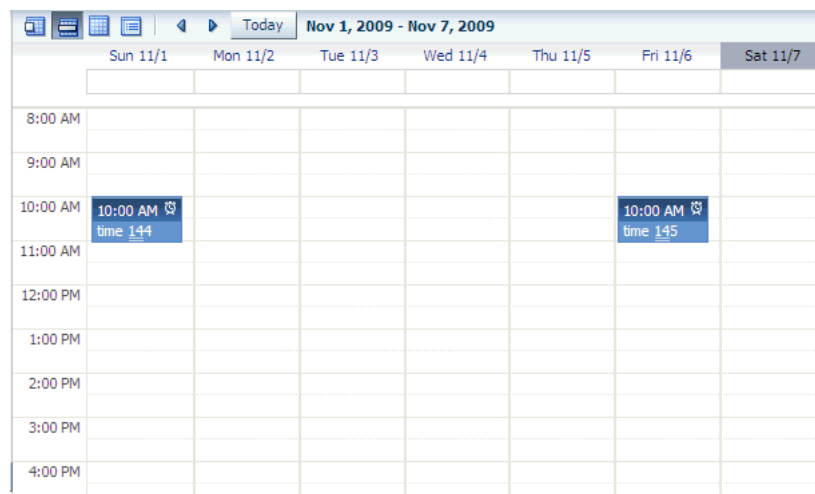 Today Nov 1, 2009 - Nov 7, 2009
Sun 11/1 Mon 11/2 Tue 11/3 Wed 11/4 Thu 11/5 Fri 11/6 Sat 11/7
8:00 AM
9:00 AM
10:00 AM 10:00 AM 10:00 AM
time 144 time 145
11:00 AM
12:00 PM
1:00 PM
2:00 PM
3:00 PM
4:00 PM